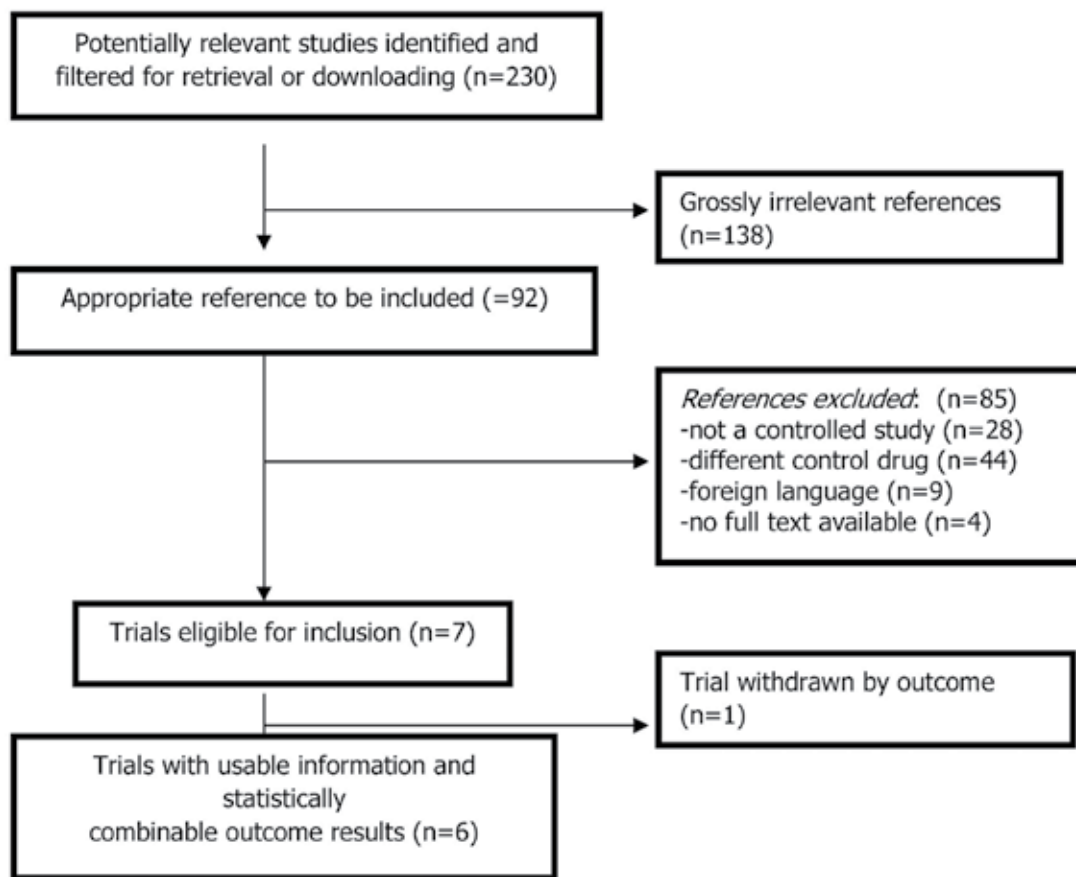 Potentially relevant studies identified and
filtered for retrieval or downloading (n=230)
Grossly irrelevant references
(n=138)
Appropriate reference to be included (=92)
References excluded:  (n=85)
-not a controlled study (n=28)
-different control drug (n=44)
-foreign language (n=9)
-no full text available (n=4)
Trials eligible for inclusion (n=7)
Trial withdrawn by outcome
(n=1)
Trials with usable information and
statistically
combinable outcome results (n=6)